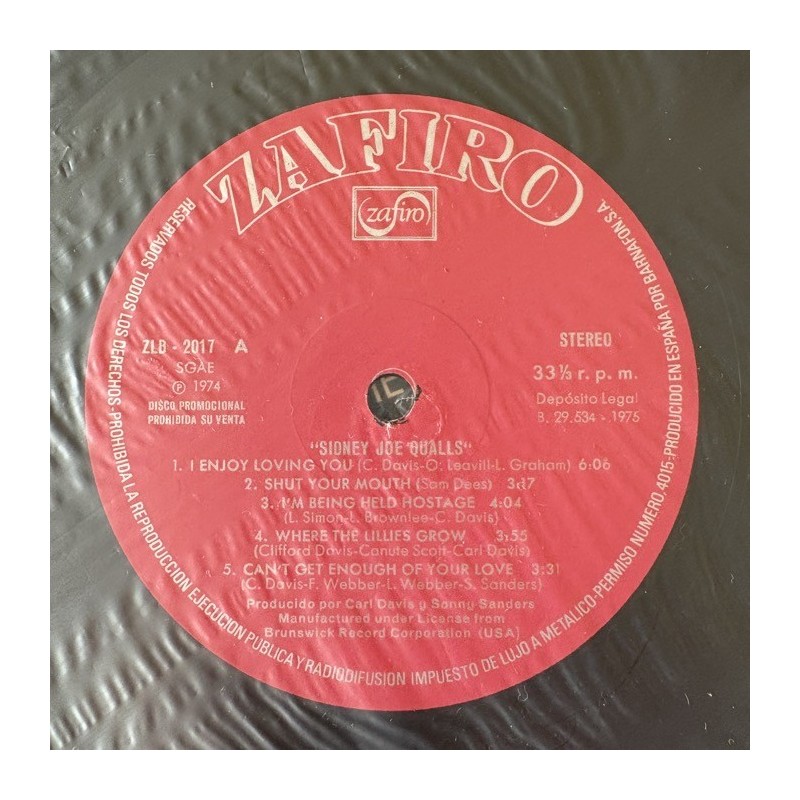 ZAFIRO
zafiro
ZLB - 2017 A
SGAE
℗ 1974
DISCO PROMOCIONAL
PROHIBIDA SU VENTA
STEREO
33⅓ r. p. m.
Depósito Legal
B. 29.534 - 1975
"SIDNEY JOE QUALLS"
1. I ENJOY LOVING YOU (C. Davis-O. Leavill-L. Graham) 6:06
2. SHUT YOUR MOUTH (Sam Dees) 3:17
3. I'M BEING HELD HOSTAGE 4:04
(L. Simon-L. Brownlee-C. Davis)
4. WHERE THE LILLIES GROW 3:55
(Clifford Davis-Canute Scott-Carl Davis)
5. CAN'T GET ENOUGH OF YOUR LOVE 3:31
(C. Davis-F. Webber-L. Webber-S. Sanders)
Producido por Carl Davis y Sonny Sanders
Manufactured under License from
Brunswick Record Corporation (USA)
RESERVADOS TODOS LOS DERECHOS-PROHIBIDA LA REPRODUCCION EJECUCION PUBLICA Y RADIODIFUSION IMPUESTO DE LUJO A METALICO-PERMISO NUMERO 4015-PRODUCIDO EN ESPAÑA POR BARNAFON, S.A.